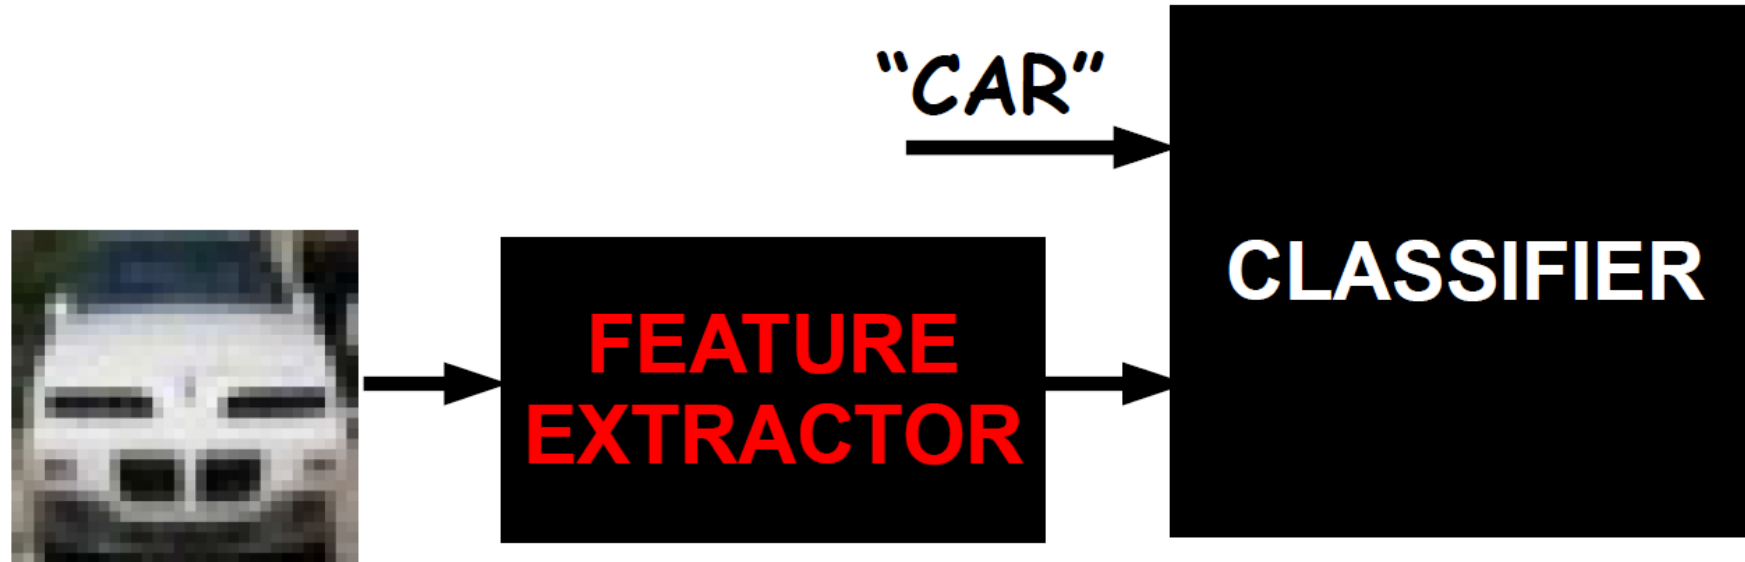 “CAR”
FEATURE
EXTRACTOR
CLASSIFIER